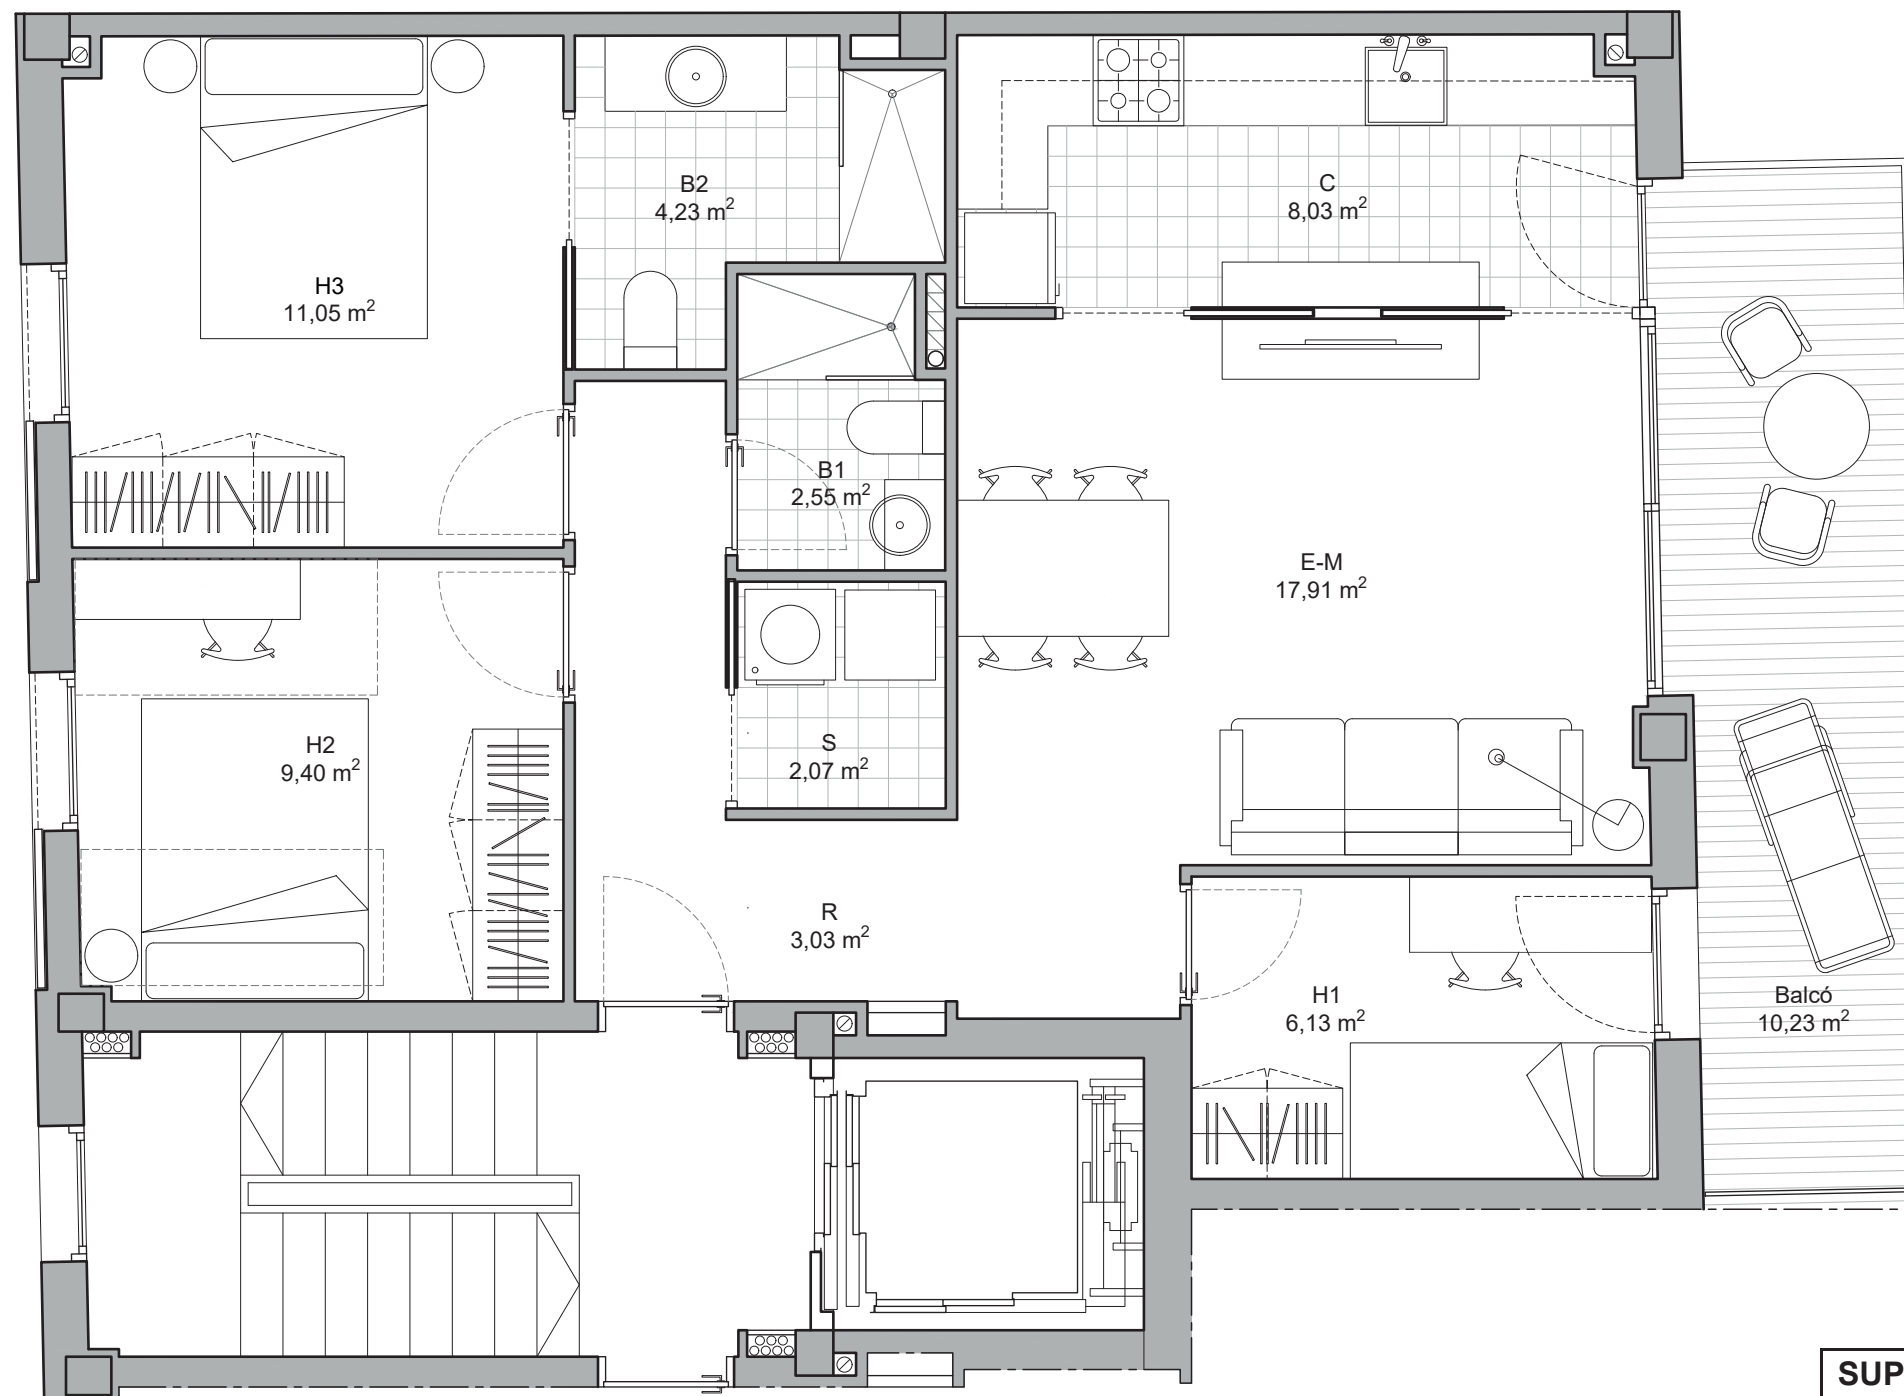 B2
4,23 m²
C
8,03 m²
H3
11,05 m²
B1
2,55 m²
E-M
17,91 m²
H2
9,40 m²
S
2,07 m²
R
3,03 m²
H1
6,13 m²
Balcó
10,23 m²
SUP